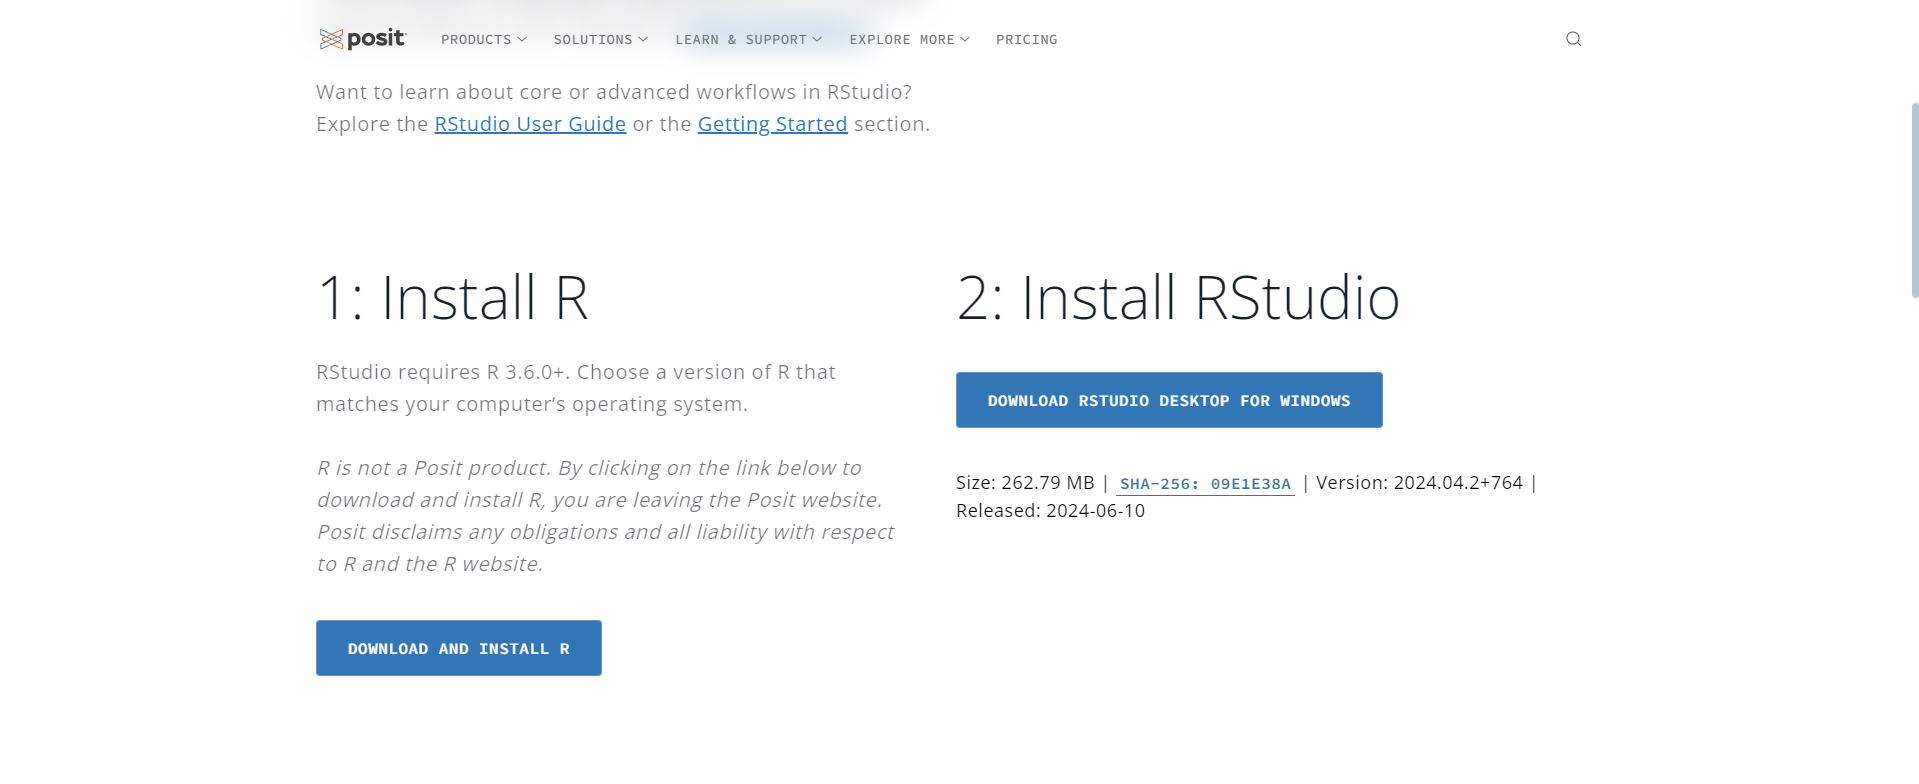 posit PRODUCTS SOLUTIONS LEARN & SUPPORT EXPLORE MORE PRICING
Want to learn about core or advanced workflows in RStudio?
Explore the RStudio User Guide or the Getting Started section.
1: Install R
RStudio requires R 3.6.0+. Choose a version of R that
matches your computer’s operating system.
R is not a Posit product. By clicking on the link below to
download and install R, you are leaving the Posit website.
Posit disclaims any obligations and all liability with respect
to R and the R website.
DOWNLOAD AND INSTALL R
2: Install RStudio
DOWNLOAD RSTUDIO DESKTOP FOR WINDOWS
Size: 262.79 MB | SHA-256: 09E1E38A | Version: 2024.04.2+764 |
Released: 2024-06-10